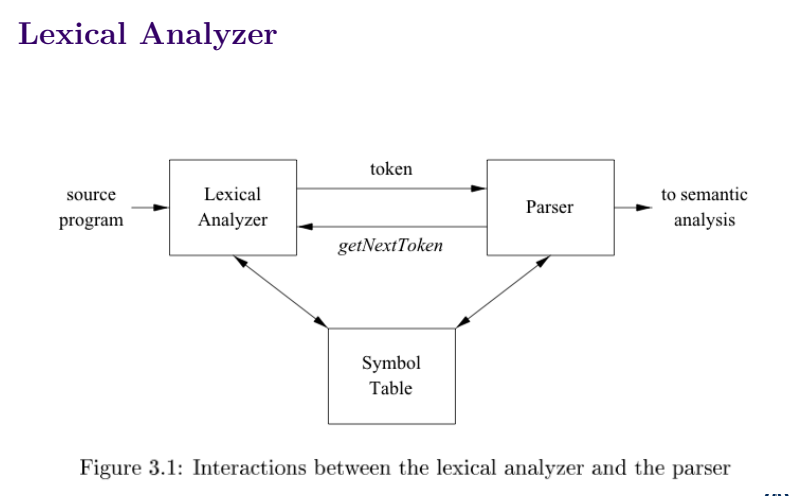 Lexical Analyzer
token
source
program
Lexical
Analyzer
Parser
to semantic
analysis
getNextToken
Symbol
Table
Figure 3.1: Interactions between the lexical analyzer and the parser